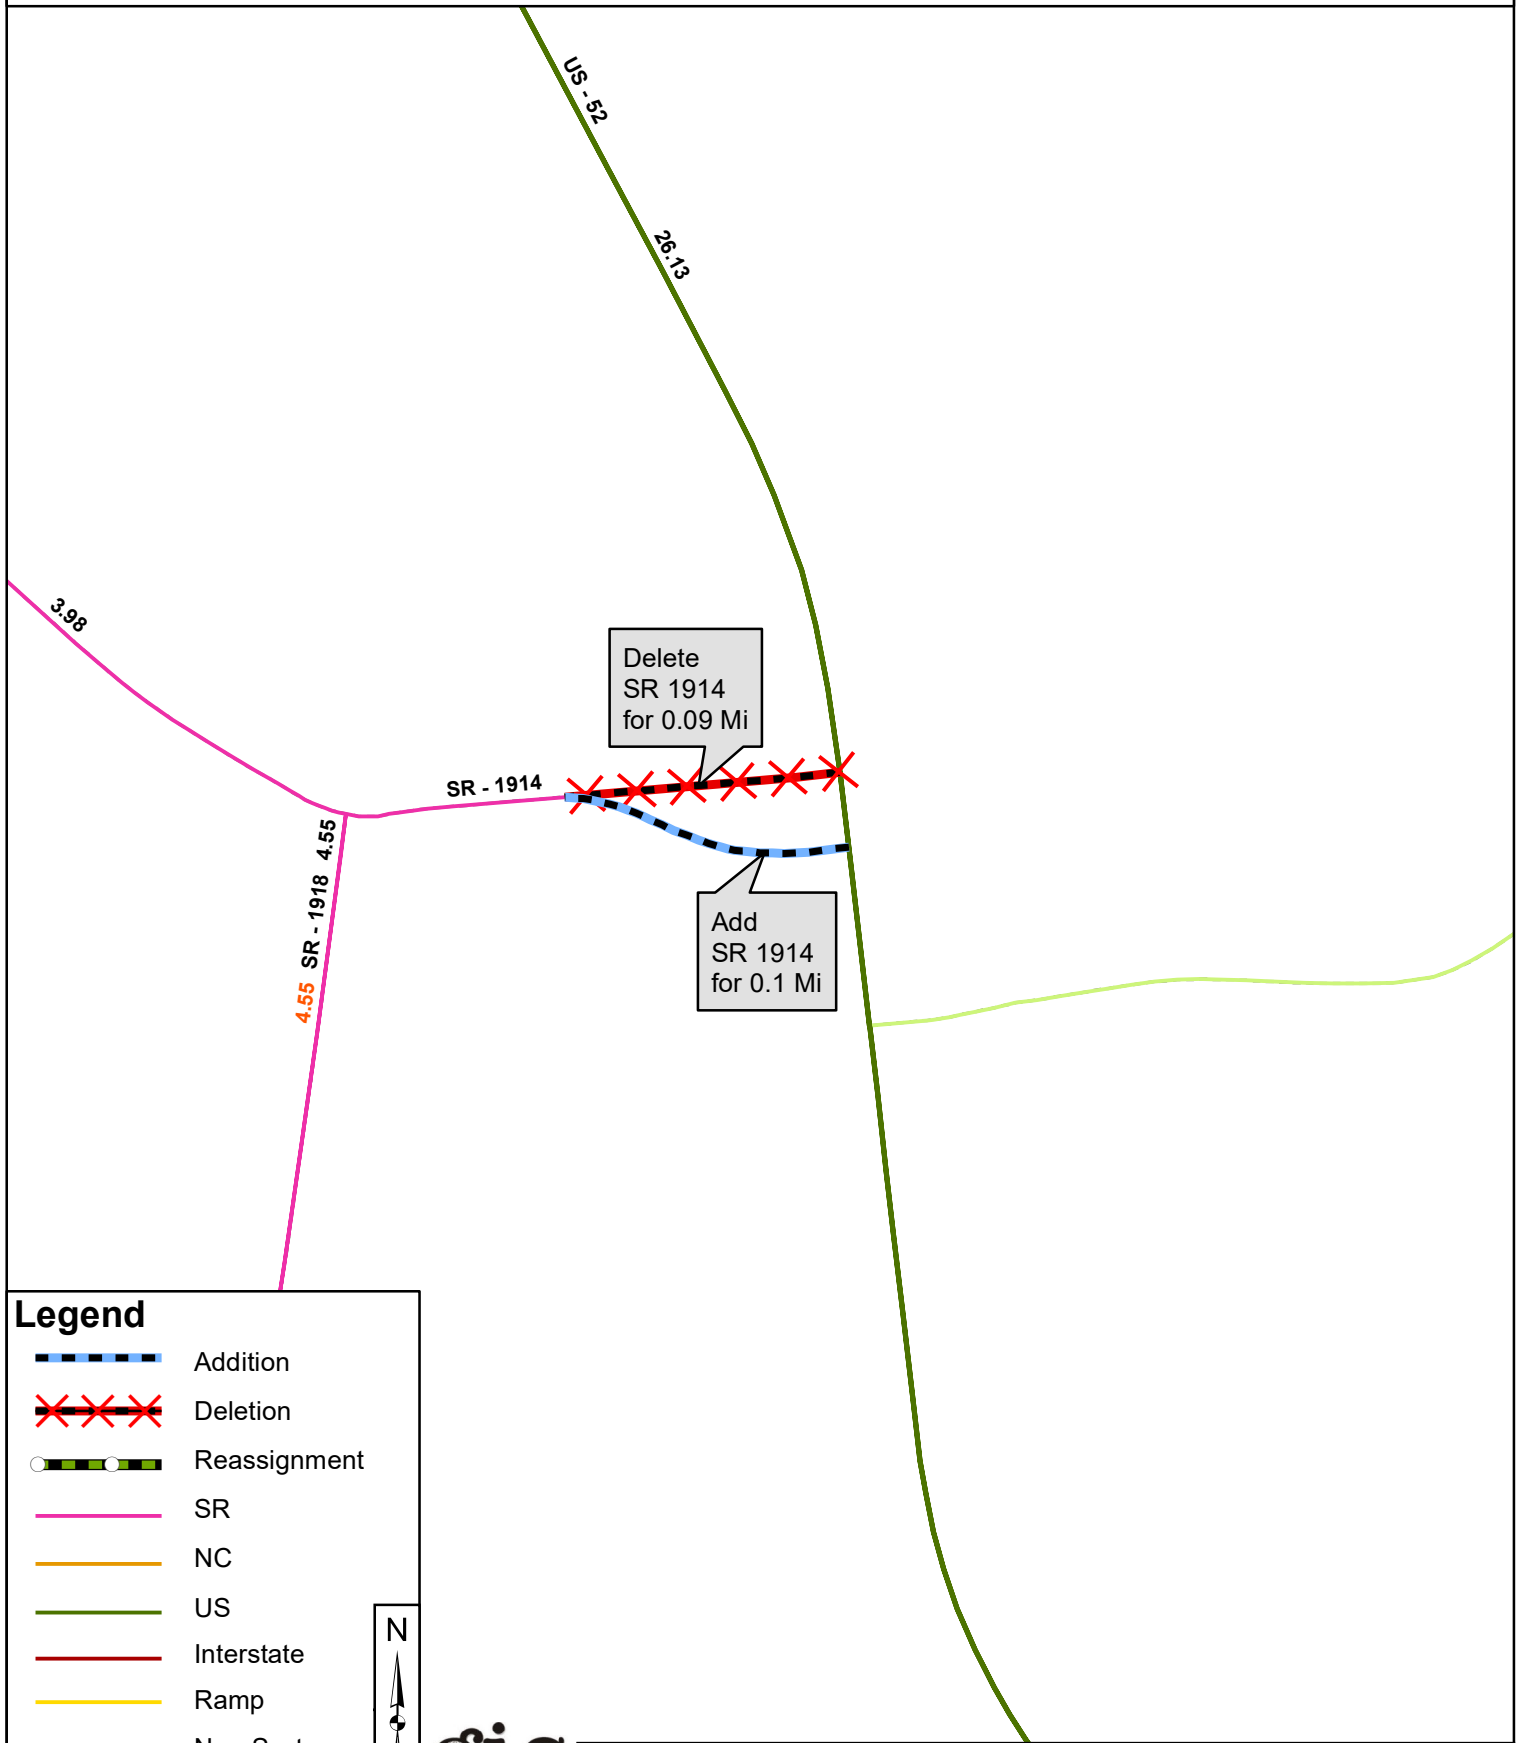 US - 52
26.13
3.98
Delete
SR 1914
for 0.09 Mi
SR - 1914
SR - 1918 4.55
4.55
Add
SR 1914
for 0.1 Mi
Legend
Addition
Deletion
Reassignment
SR
NC
US
Interstate
Ramp
N